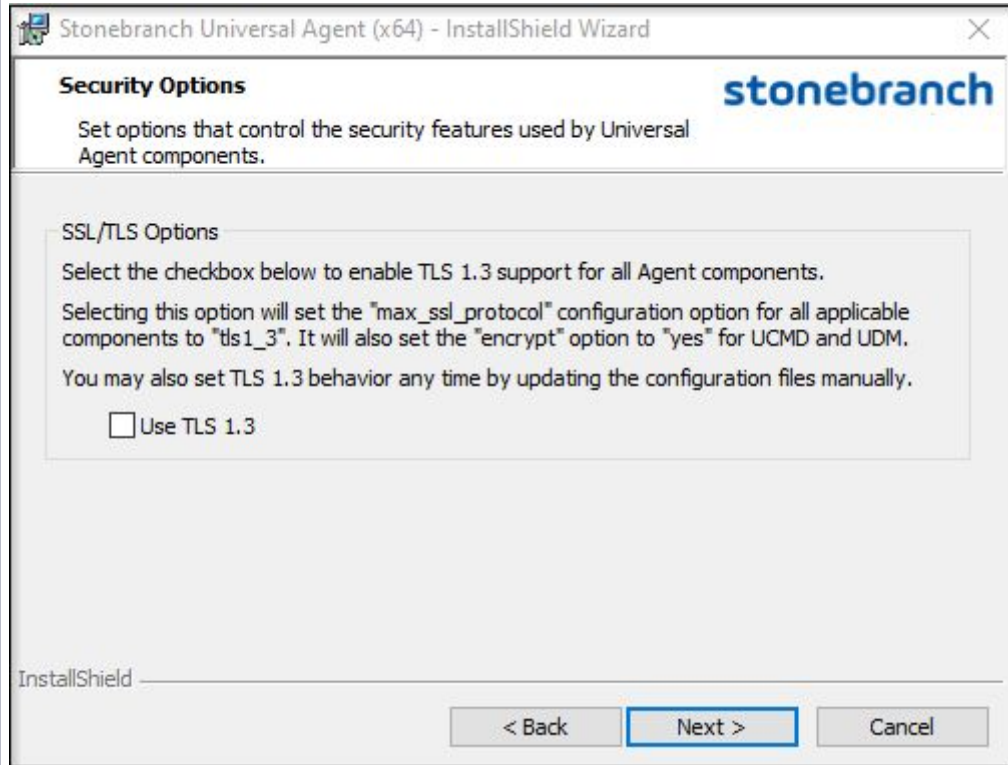 Stonebranch Universal Agent (x64) - InstallShield Wizard
Security Options
stonebranch
Set options that control the security features used by Universal
Agent components.
SSL/TLS Options
Select the checkbox below to enable TLS 1.3 support for all Agent components.
Selecting this option will set the "max_ssl_protocol" configuration option for all applicable
components to "tls1_3". It will also set the "encrypt" option to "yes" for UCMD and UDM.
You may also set TLS 1.3 behavior any time by updating the configuration files manually.
Use TLS 1.3
InstallShield
< Back
Next >
Cancel